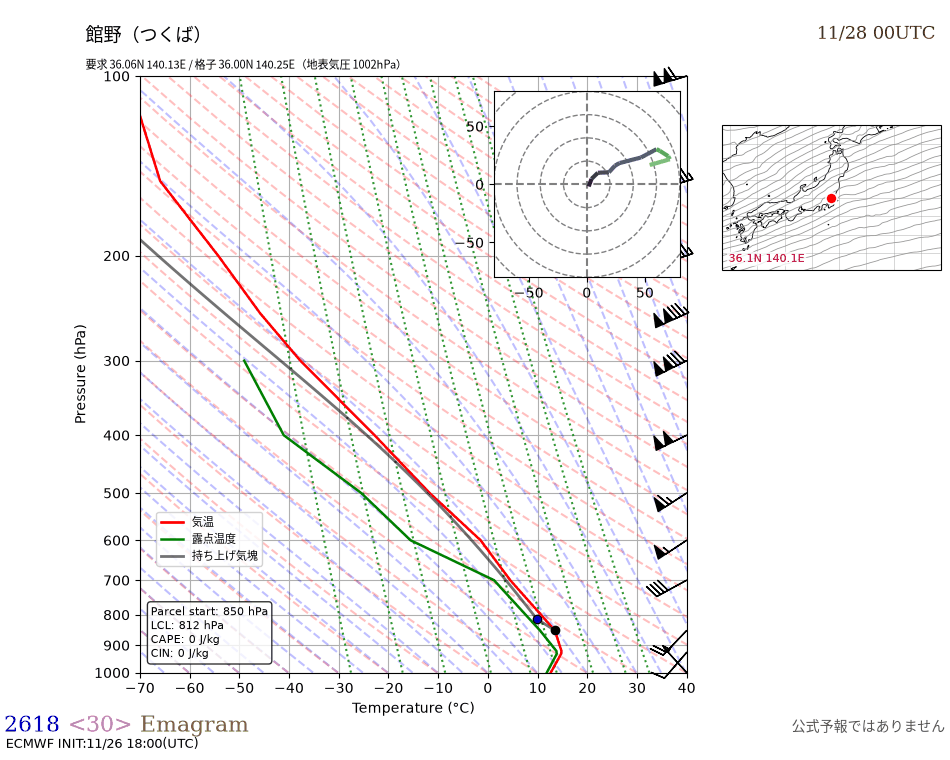 館野（つくば）
11/28 00UTC
要求 36.06N 140.13E / 格子 36.00N 140.25E（地表気圧 1002hPa）
100
200
300
400
500
600
700
800
900
1000
Pressure (hPa)
−70 −60 −50 −40 −30 −20 −10 0 10 20 30 40
Temperature (°C)
50
0
−50
−50 0 50
36.1N 140.1E
気温
露点温度
持ち上げ気塊
Parcel start: 850 hPa
LCL: 812 hPa
CAPE: 0 J/kg
CIN: 0 J/kg
2618 <30> Emagram
公式予報ではありません
ECMWF INIT:11/26 18:00(UTC)